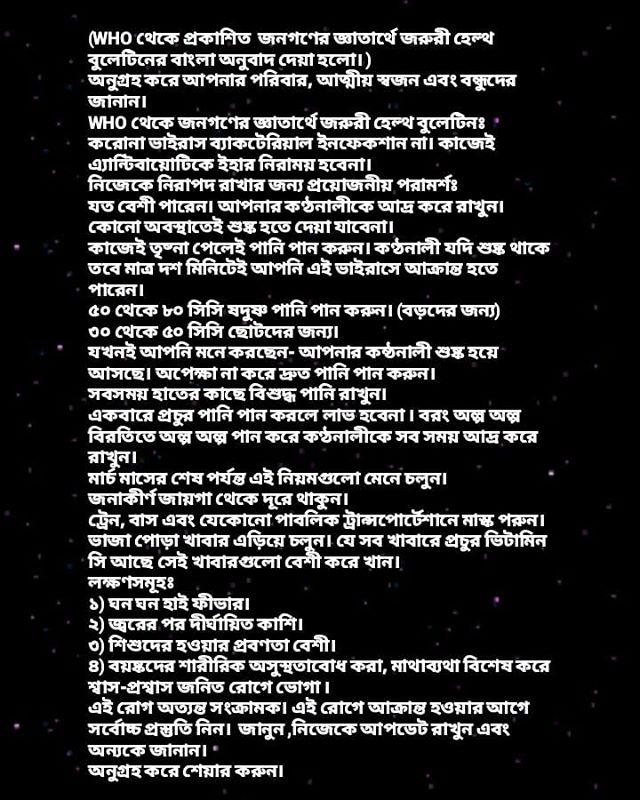 (WHO থেকে প্রকাশিত জনগণের জ্ঞাতার্থে জরুরী হেল্থ
বুলেটিনের বাংলা অনুবাদ দেয়া হলো।)
অনুগ্রহ করে আপনার পরিবার, আত্মীয় স্বজন এবং বন্ধুদের
জানান।
WHO থেকে জনগণের জ্ঞাতার্থে জরুরী হেল্থ বুলেটিনঃ
করোনা ভাইরাস ব্যাকটেরিয়াল ইনফেকশান না। কাজেই
এ্যান্টিবায়োটিকে ইহার নিরাময় হবেনা।
নিজেকে নিরাপদ রাখার জন্য প্রয়োজনীয় পরামর্শঃ
যত বেশী পারেন। আপনার কণ্ঠনালীকে আদ্র করে রাখুন।
কোনো অবস্থাতেই শুষ্ক হতে দেয়া যাবেনা।
কাজেই তৃষ্না পেলেই পানি পান করুন। কণ্ঠনালী যদি শুষ্ক থাকে
তবে মাত্র দশ মিনিটেই আপনি এই ভাইরাসে আক্রান্ত হতে
পারেন।
৫০ থেকে ৮০ সিসি ষদুষ্ণ পানি পান করুন। (বড়দের জন্য)
৩০ থেকে ৫০ সিসি ছোটদের জন্য।
যখনই আপনি মনে করছেন- আপনার কন্ঠনালী শুষ্ক হয়ে
আসছে। অপেক্ষা না করে দ্রুত পানি পান করুন।
সবসময় হাতের কাছে বিশুদ্ধ পানি রাখুন।
একবারে প্রচুর পানি পান করলে লাভ হবেনা । বরং অল্প অল্প
বিরতিতে অল্প অল্প পান করে কণ্ঠনালীকে সব সময় আদ্র করে
রাখুন।
মার্চ মাসের শেষ পর্যন্ত এই নিয়মগুলো মেনে চলুন।
জনাকীর্ণ জায়গা থেকে দূরে থাকুন।
ট্রেন, বাস এবং যেকোনো পাবলিক ট্রান্সপোর্টেশানে মাস্ক পরুন।
ভাজা পোড়া খাবার এড়িয়ে চলুন। যে সব খাবারে প্রচুর ভিটামিন
সি আছে সেই খাবারগুলো বেশী করে খান।
লক্ষণসমূহঃ
১) ঘন ঘন হাই ফীভার।
২) জ্বরের পর দীর্ঘায়িত কাশি।
৩) শিশুদের হওয়ার প্রবণতা বেশী।
৪) বয়ষ্কদের শারীরিক অসুস্থতাবোধ করা, মাথাব্যথা বিশেষ করে
শ্বাস-প্রশ্বাস জনিত রোগে ভোগা ।
এই রোগ অত্যন্ত সংক্রামক। এই রোগে আক্রান্ত হওয়ার আগে
সর্বোচ্চ প্রস্তুতি নিন। জানুন ,নিজেকে আপডেট রাখুন এবং
অন্যকে জানান।
অনুগ্রহ করে শেয়ার করুন।